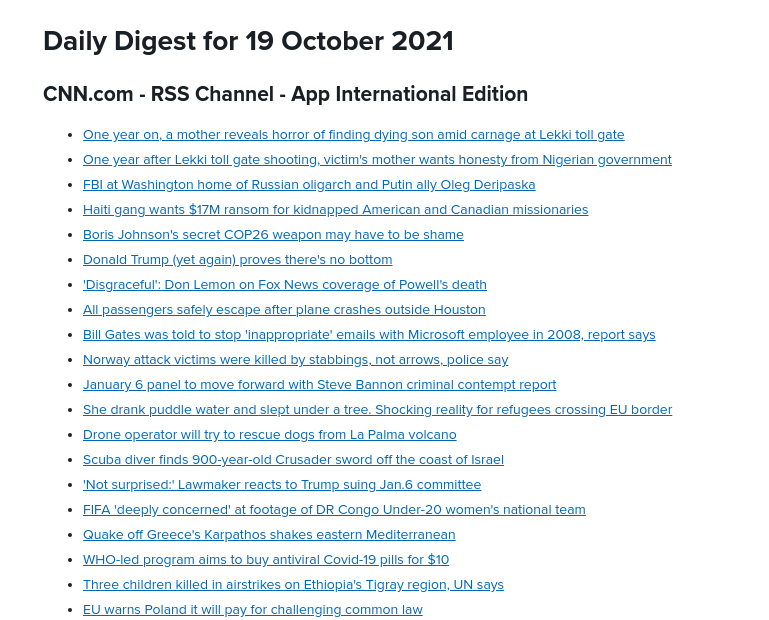 Daily Digest for 19 October 2021
CNN.com - RSS Channel - App International Edition
• One year on, a mother reveals horror of finding dying son amid carnage at Lekki toll gate
• One year after Lekki toll gate shooting, victim's mother wants honesty from Nigerian government
• FBI at Washington home of Russian oligarch and Putin ally Oleg Deripaska
• Haiti gang wants $17M ransom for kidnapped American and Canadian missionaries
• Boris Johnson's secret COP26 weapon may have to be shame
• Donald Trump (yet again) proves there's no bottom
• 'Disgraceful': Don Lemon on Fox News coverage of Powell's death
• All passengers safely escape after plane crashes outside Houston
• Bill Gates was told to stop 'inappropriate' emails with Microsoft employee in 2008, report says
• Norway attack victims were killed by stabbings, not arrows, police say
• January 6 panel to move forward with Steve Bannon criminal contempt report
• She drank puddle water and slept under a tree. Shocking reality for refugees crossing EU border
• Drone operator will try to rescue dogs from La Palma volcano
• Scuba diver finds 900-year-old Crusader sword off the coast of Israel
• 'Not surprised:' Lawmaker reacts to Trump suing Jan.6 committee
• FIFA 'deeply concerned' at footage of DR Congo Under-20 women's national team
• Quake off Greece's Karpathos shakes eastern Mediterranean
• WHO-led program aims to buy antiviral Covid-19 pills for $10
• Three children killed in airstrikes on Ethiopia's Tigray region, UN says
• EU warns Poland it will pay for challenging common law